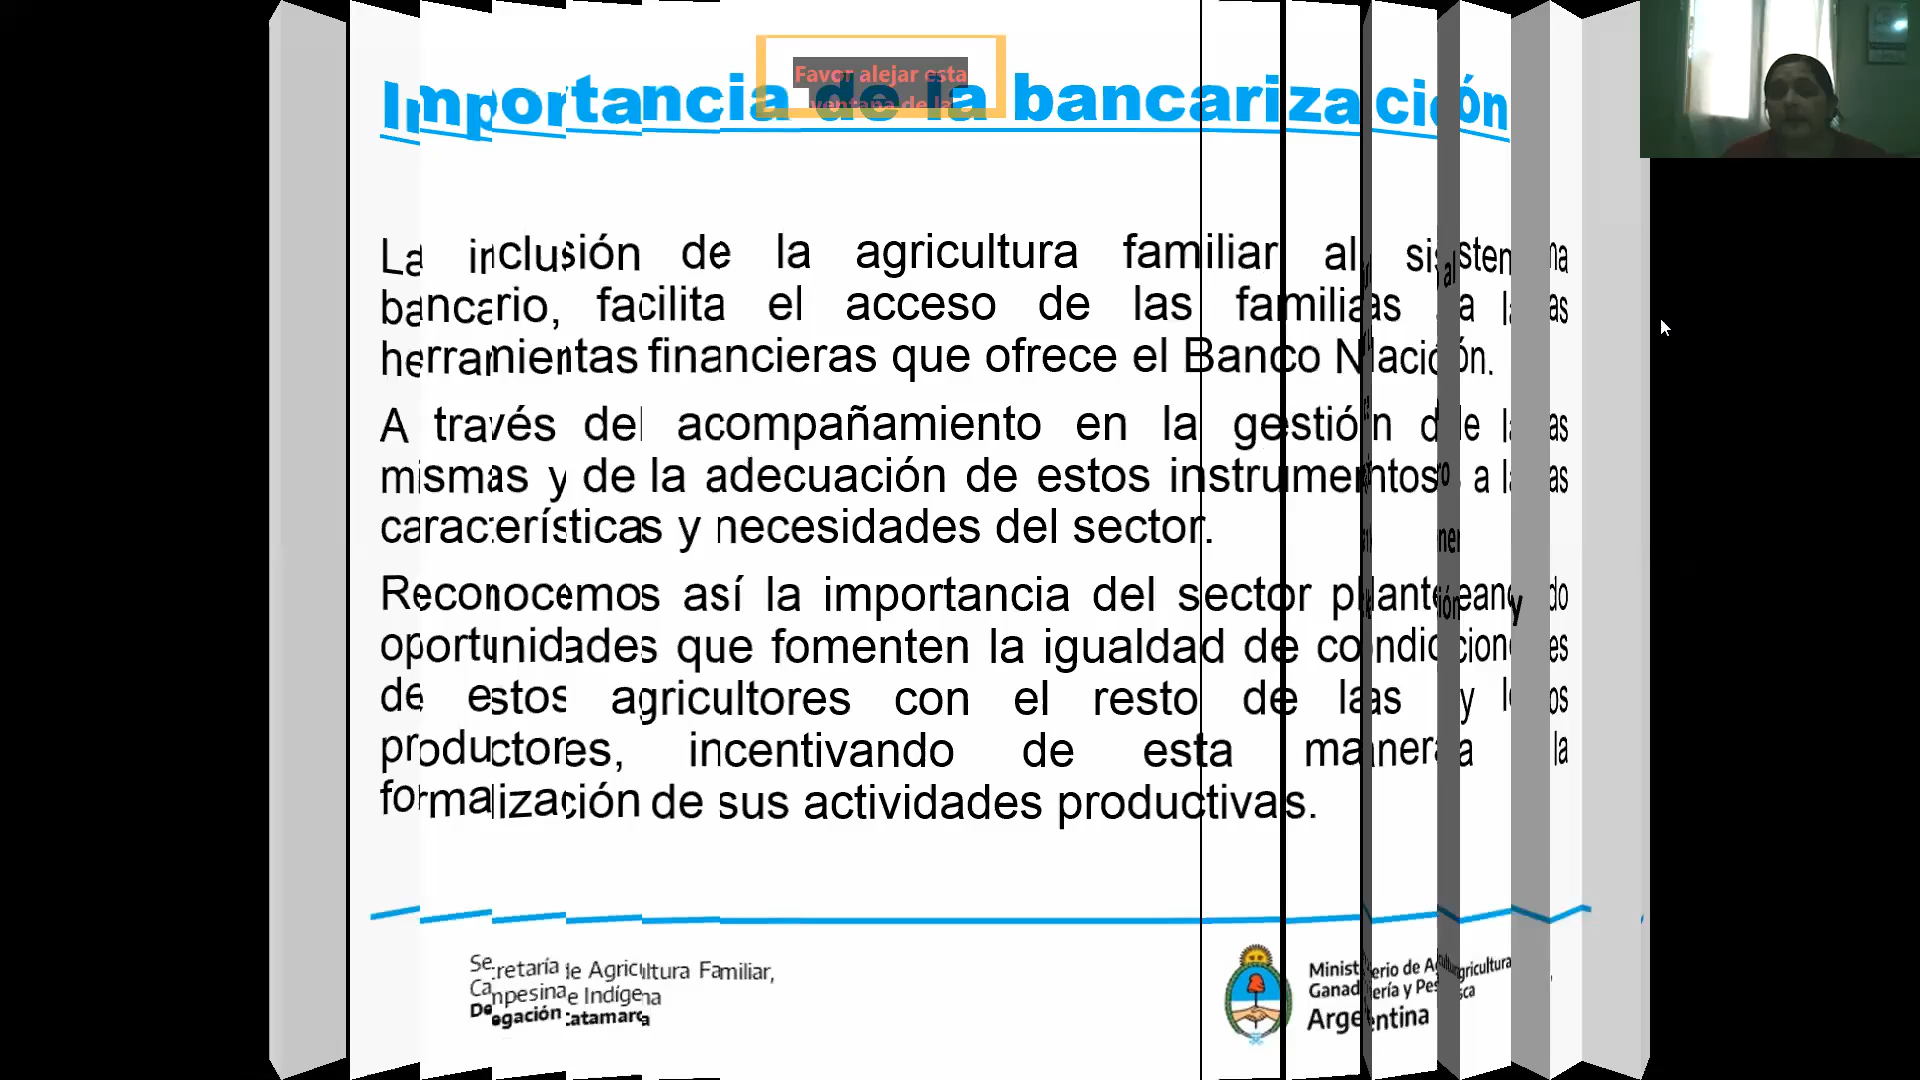 Favor alejar esta
ventana de la
Importancia de la bancarización
La inclusión de la agricultura familiar al sistema
bancario, facilita el acceso de las familias a las
herramientas financieras que ofrece el Banco Nación.
A través del acompañamiento en la gestión de las
mismas y de la adecuación de estos instrumentos a las
características y necesidades del sector.
Reconocemos así la importancia del sector planteando
oportunidades que fomenten la igualdad de condiciones
de estos agricultores con el resto de las y los
productores, incentivando de esta manera la
formalización de sus actividades productivas.
Secretaría de Agricultura Familiar,
Campesina e Indígena
Delegación Catamarca
Ministerio de Agricultura,
Ganadería y Pesca
Argentina